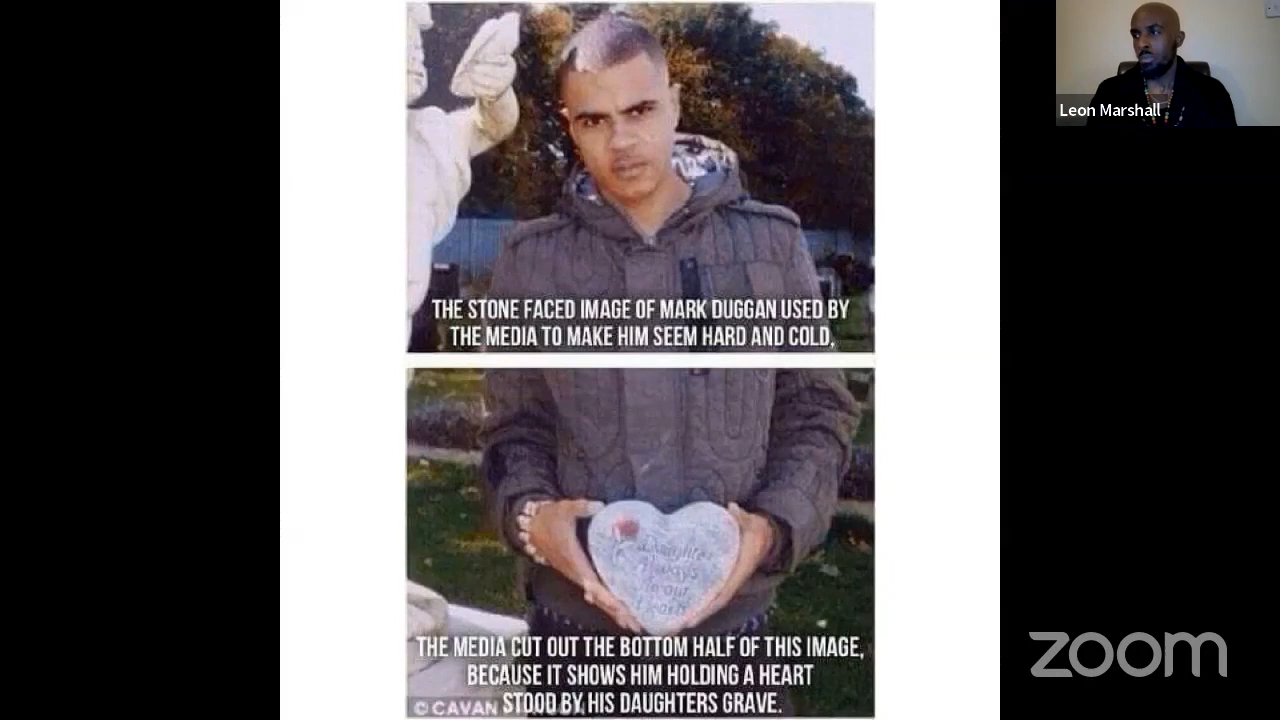 Leon Marshall
THE STONE FACED IMAGE OF MARK DUGGAN USED BY
THE MEDIA TO MAKE HIM SEEM HARD AND COLD,
Daughter
Always
in our
Hearts
THE MEDIA CUT OUT THE BOTTOM HALF OF THIS IMAGE,
BECAUSE IT SHOWS HIM HOLDING A HEART
STOOD BY HIS DAUGHTERS GRAVE.
© CAVAN
zoom